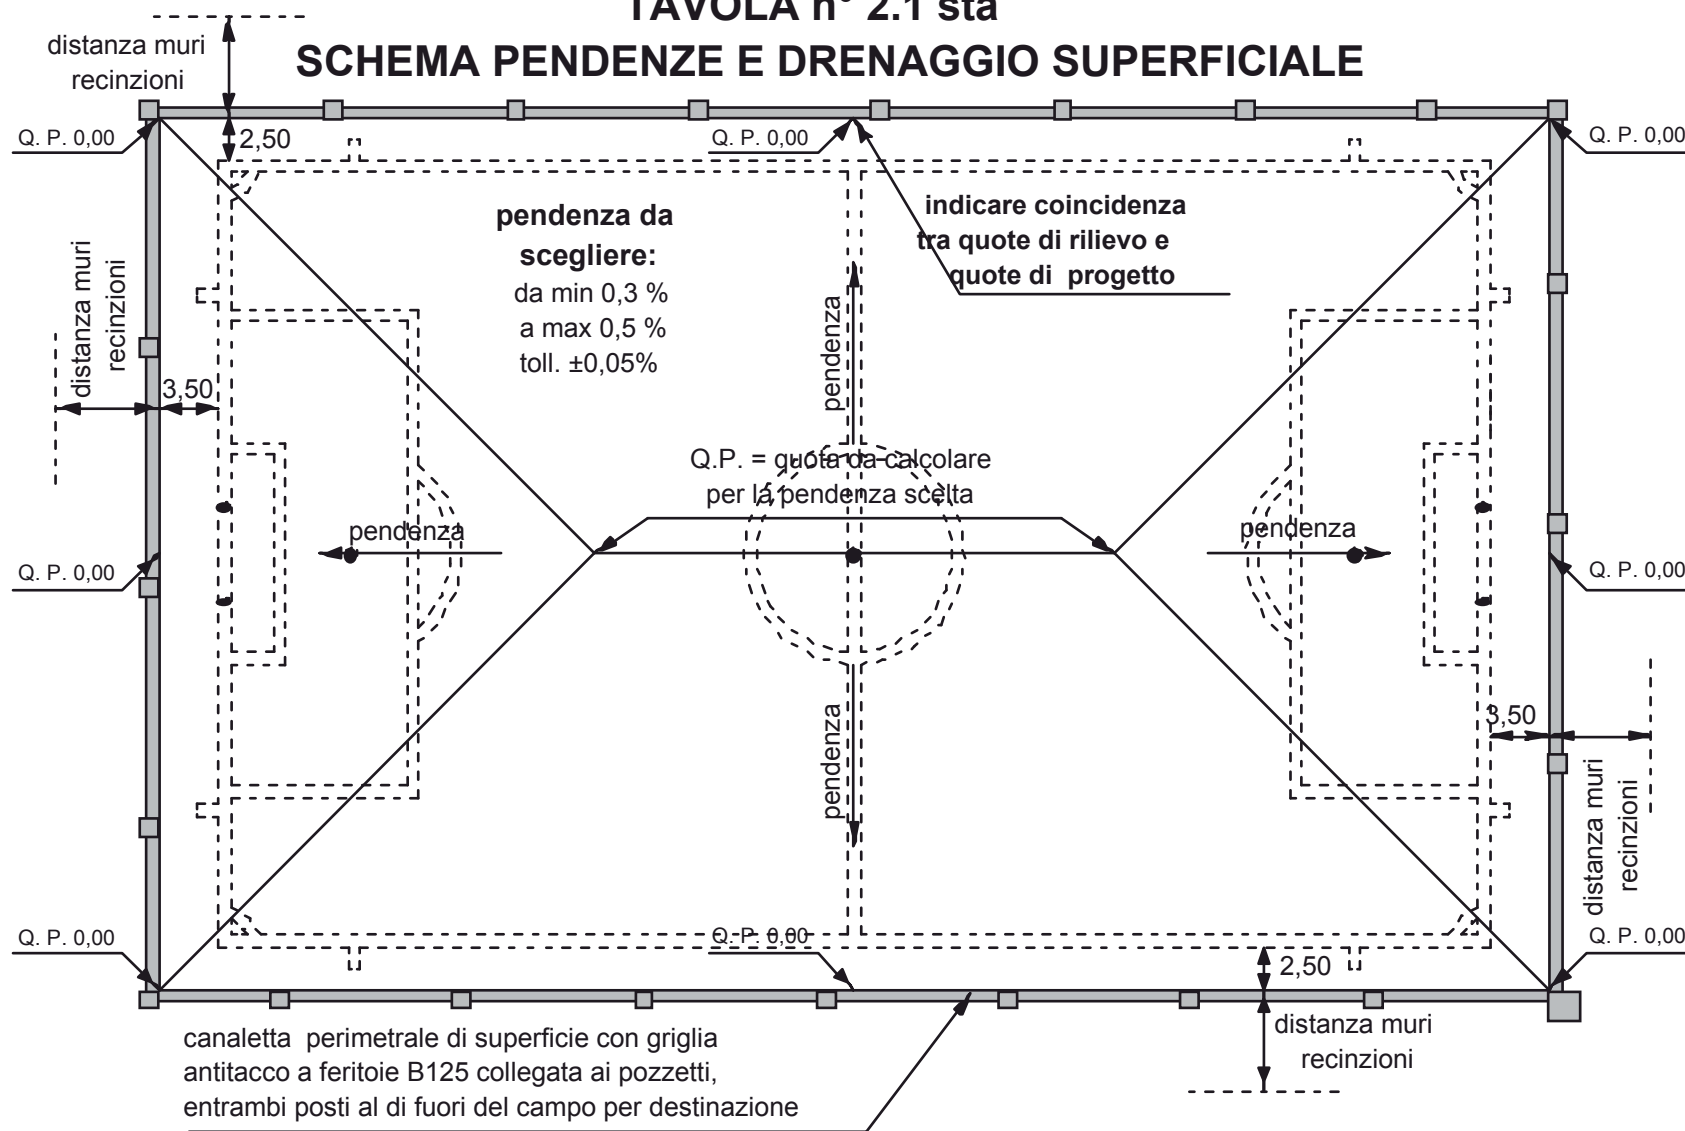 TAVOLA n° 2.1 sta
SCHEMA PENDENZE E DRENAGGIO SUPERFICIALE
distanza muri
recinzioni
Q. P. 0,00
2,50
Q. P. 0,00
Q. P. 0,00
pendenza da
scegliere:
da min 0,3 %
a max 0,5 %
toll. ±0,05%
indicare coincidenza
tra quote di rilievo e
quote di progetto
distanza muri
recinzioni
3,50
pendenza
Q.P. = quota da calcolare
per la pendenza scelta
pendenza
pendenza
Q. P. 0,00
Q. P. 0,00
pendenza
3,50
distanza muri
recinzioni
Q. P. 0,00
Q. P. 0,00
Q. P. 0,00
2,50
distanza muri
recinzioni
canaletta perimetrale di superficie con griglia
antitacco a feritoie B125 collegata ai pozzetti,
entrambi posti al di fuori del campo per destinazione